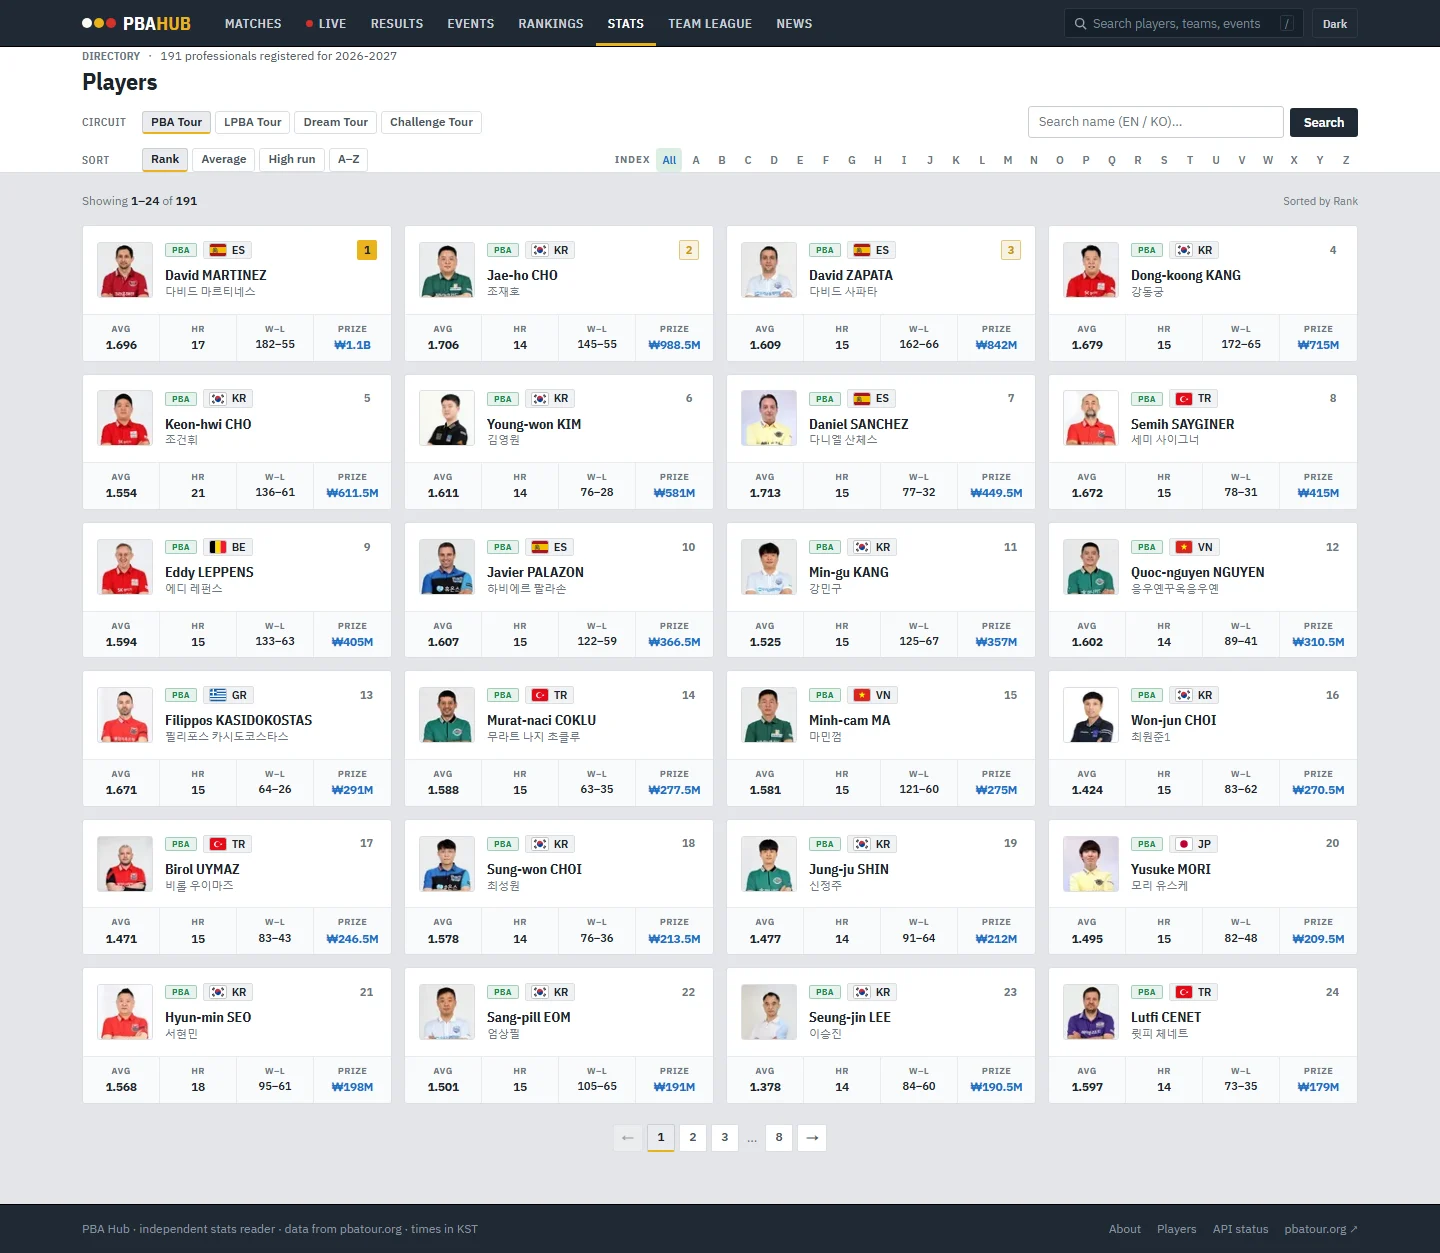 PBAHUB MATCHES LIVE RESULTS EVENTS RANKINGS STATS TEAM LEAGUE NEWS Search players, teams, events / Dark
DIRECTORY · 191 professionals registered for 2026-2027
Players
CIRCUIT PBA Tour LPBA Tour Dream Tour Challenge Tour Search name (EN / KO)... Search
SORT Rank Average High run A–Z INDEX All A B C D E F G H I J K L M N O P Q R S T U V W X Y Z
Showing 1–24 of 191 Sorted by Rank
PBA ES 1 PBA KR 2 PBA ES 3 PBA KR 4
David MARTINEZ Jae-ho CHO David ZAPATA Dong-koong KANG
다비드 마르티네스 조재호 다비드 사파타 강동궁
AVG HR W–L PRIZE AVG HR W–L PRIZE AVG HR W–L PRIZE AVG HR W–L PRIZE
1.696 17 182–55 ₩1.1B 1.706 14 145–55 ₩988.5M 1.609 15 162–66 ₩842M 1.679 15 172–65 ₩715M
PBA KR 5 PBA KR 6 PBA ES 7 PBA TR 8
Keon-hwi CHO Young-won KIM Daniel SANCHEZ Semih SAYGINER
조건휘 김영원 다니엘 산체스 세미 사이그너
AVG HR W–L PRIZE AVG HR W–L PRIZE AVG HR W–L PRIZE AVG HR W–L PRIZE
1.554 21 136–61 ₩611.5M 1.611 14 76–28 ₩581M 1.713 15 77–32 ₩449.5M 1.672 15 78–31 ₩415M
PBA BE 9 PBA ES 10 PBA KR 11 PBA VN 12
Eddy LEPPENS Javier PALAZON Min-gu KANG Quoc-nguyen NGUYEN
에디 레펀스 하비에르 팔라손 강민구 응우옌꾸옥응우옌
AVG HR W–L PRIZE AVG HR W–L PRIZE AVG HR W–L PRIZE AVG HR W–L PRIZE
1.594 15 133–63 ₩405M 1.607 15 122–59 ₩366.5M 1.525 15 125–67 ₩357M 1.602 14 89–41 ₩310.5M
PBA GR 13 PBA TR 14 PBA VN 15 PBA KR 16
Filippos KASIDOKOSTAS Murat-naci COKLU Minh-cam MA Won-jun CHOI
필리포스 카시도코스타스 무라트 나지 초클루 마민껌 최원준1
AVG HR W–L PRIZE AVG HR W–L PRIZE AVG HR W–L PRIZE AVG HR W–L PRIZE
1.671 15 64–26 ₩291M 1.588 15 63–35 ₩277.5M 1.581 15 121–60 ₩275M 1.424 15 83–62 ₩270.5M
PBA TR 17 PBA KR 18 PBA KR 19 PBA JP 20
Birol UYMAZ Sung-won CHOI Jung-ju SHIN Yusuke MORI
비롤 우이마즈 최성원 신정주 모리 유스케
AVG HR W–L PRIZE AVG HR W–L PRIZE AVG HR W–L PRIZE AVG HR W–L PRIZE
1.471 15 83–43 ₩246.5M 1.578 14 76–36 ₩213.5M 1.477 14 91–64 ₩212M 1.495 15 82–48 ₩209.5M
PBA KR 21 PBA KR 22 PBA KR 23 PBA TR 24
Hyun-min SEO Sang-pill EOM Seung-jin LEE Lutfi CENET
서현민 엄상필 이승진 륏피 체네트
AVG HR W–L PRIZE AVG HR W–L PRIZE AVG HR W–L PRIZE AVG HR W–L PRIZE
1.568 18 95–61 ₩198M 1.501 15 105–65 ₩191M 1.378 14 84–60 ₩190.5M 1.597 14 73–35 ₩179M
← 1 2 3 … 8 →
PBA Hub · independent stats reader · data from pbatour.org · times in KST About Players API status pbatour.org ↗